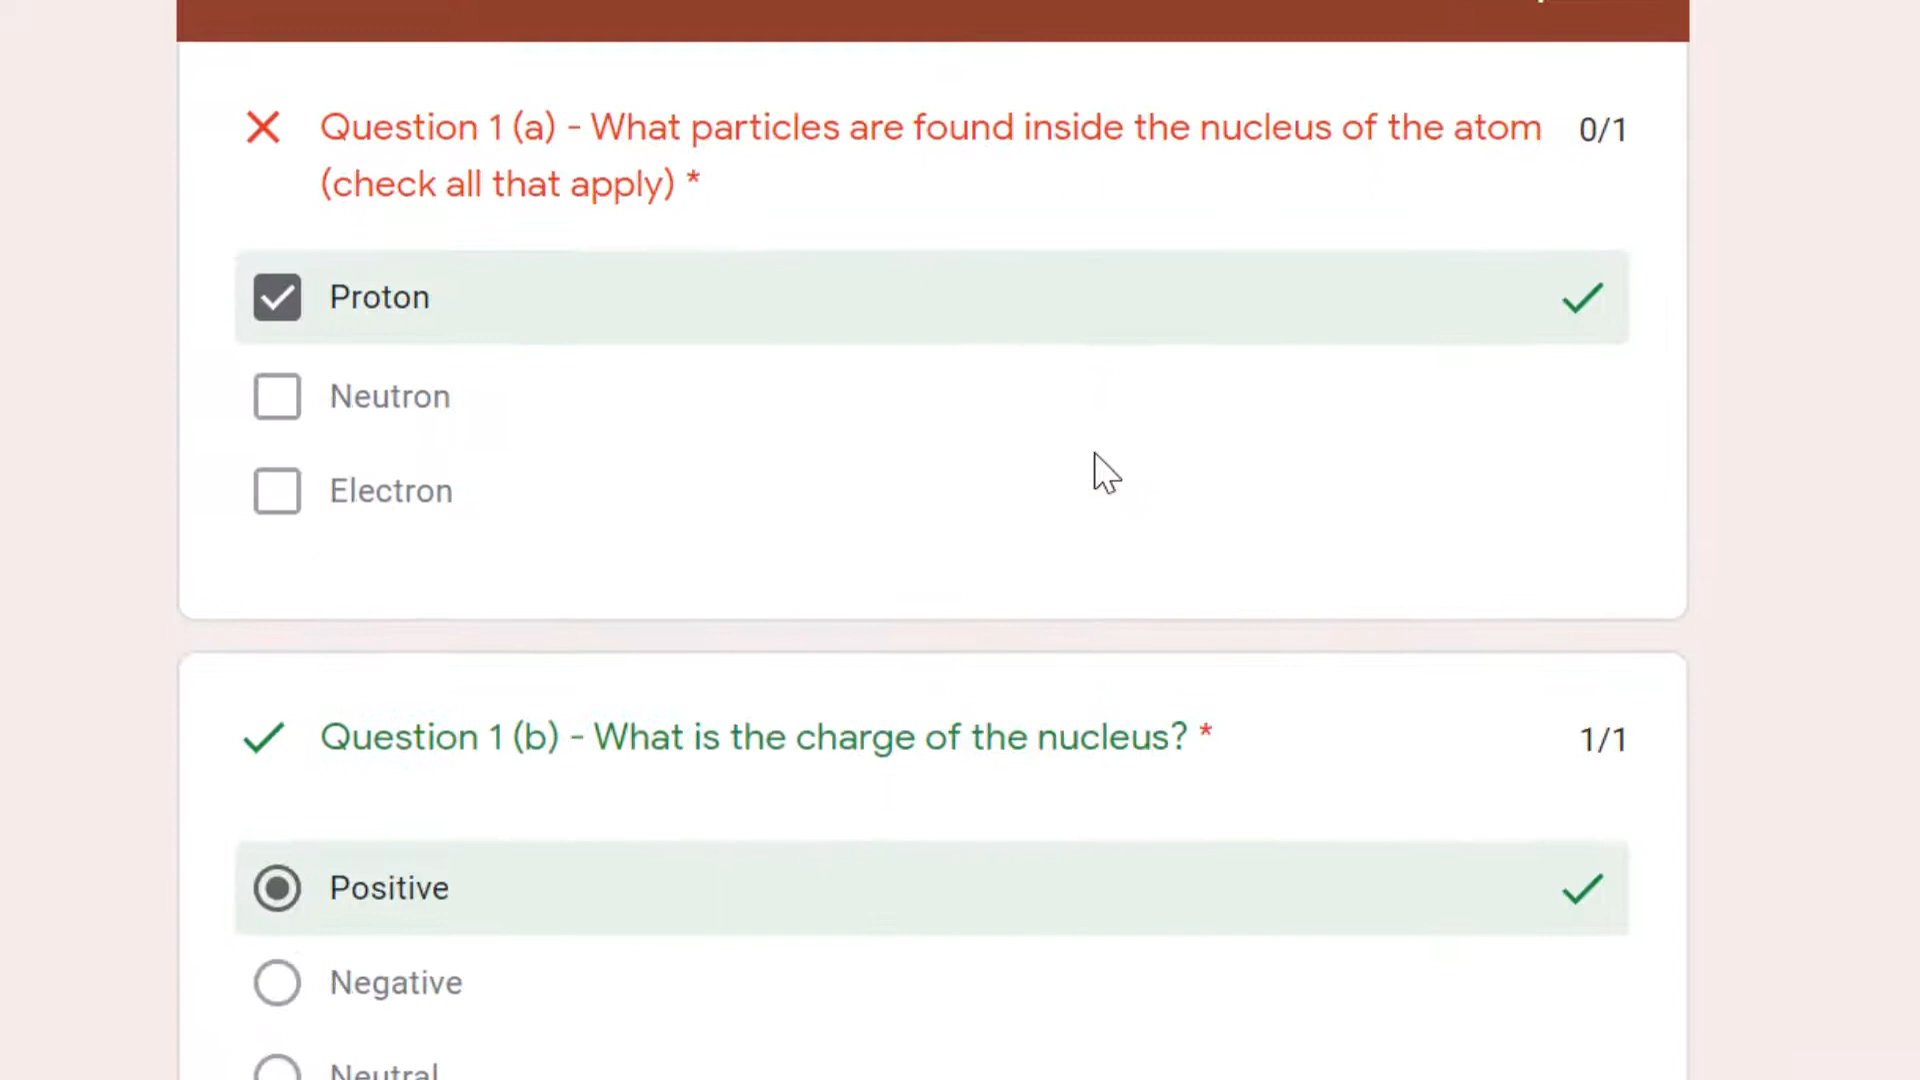 Question 1 (a) - What particles are found inside the nucleus of the atom 0/1
(check all that apply) *
Proton
Neutron
Electron
Question 1 (b) - What is the charge of the nucleus? * 1/1
Positive
Negative
Neutral